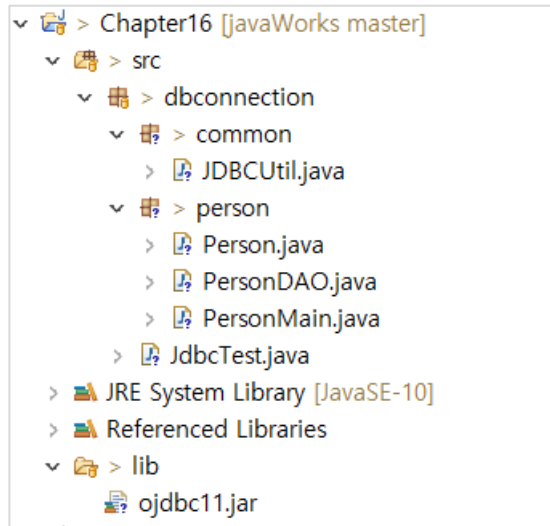 > Chapter16 [javaWorks master]
> src
> dbconnection
> common
> JDBCUtil.java
> person
> Person.java
> PersonDAO.java
> PersonMain.java
> JdbcTest.java
> JRE System Library [JavaSE-10]
> Referenced Libraries
> lib
ojdbc11.jar